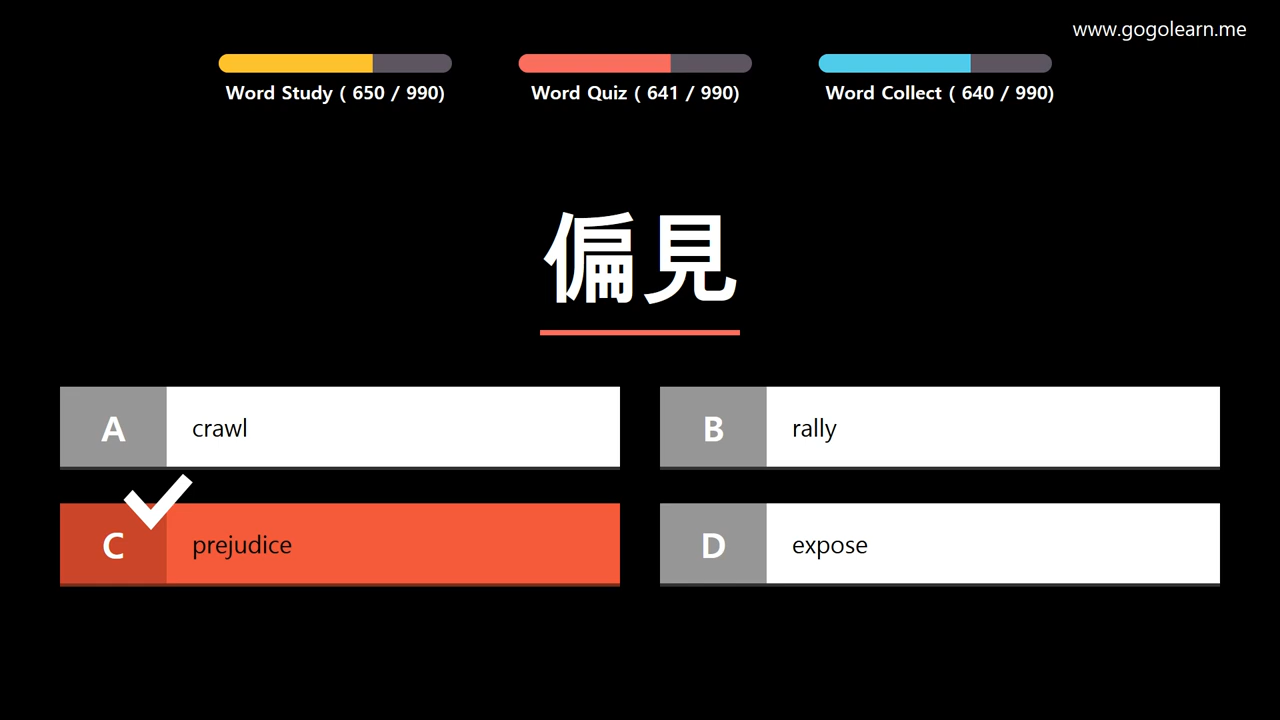 www.gogolearn.me
Word Study ( 650 / 990)
Word Quiz ( 641 / 990)
Word Collect ( 640 / 990)
偏見
A crawl
B rally
C prejudice
D expose